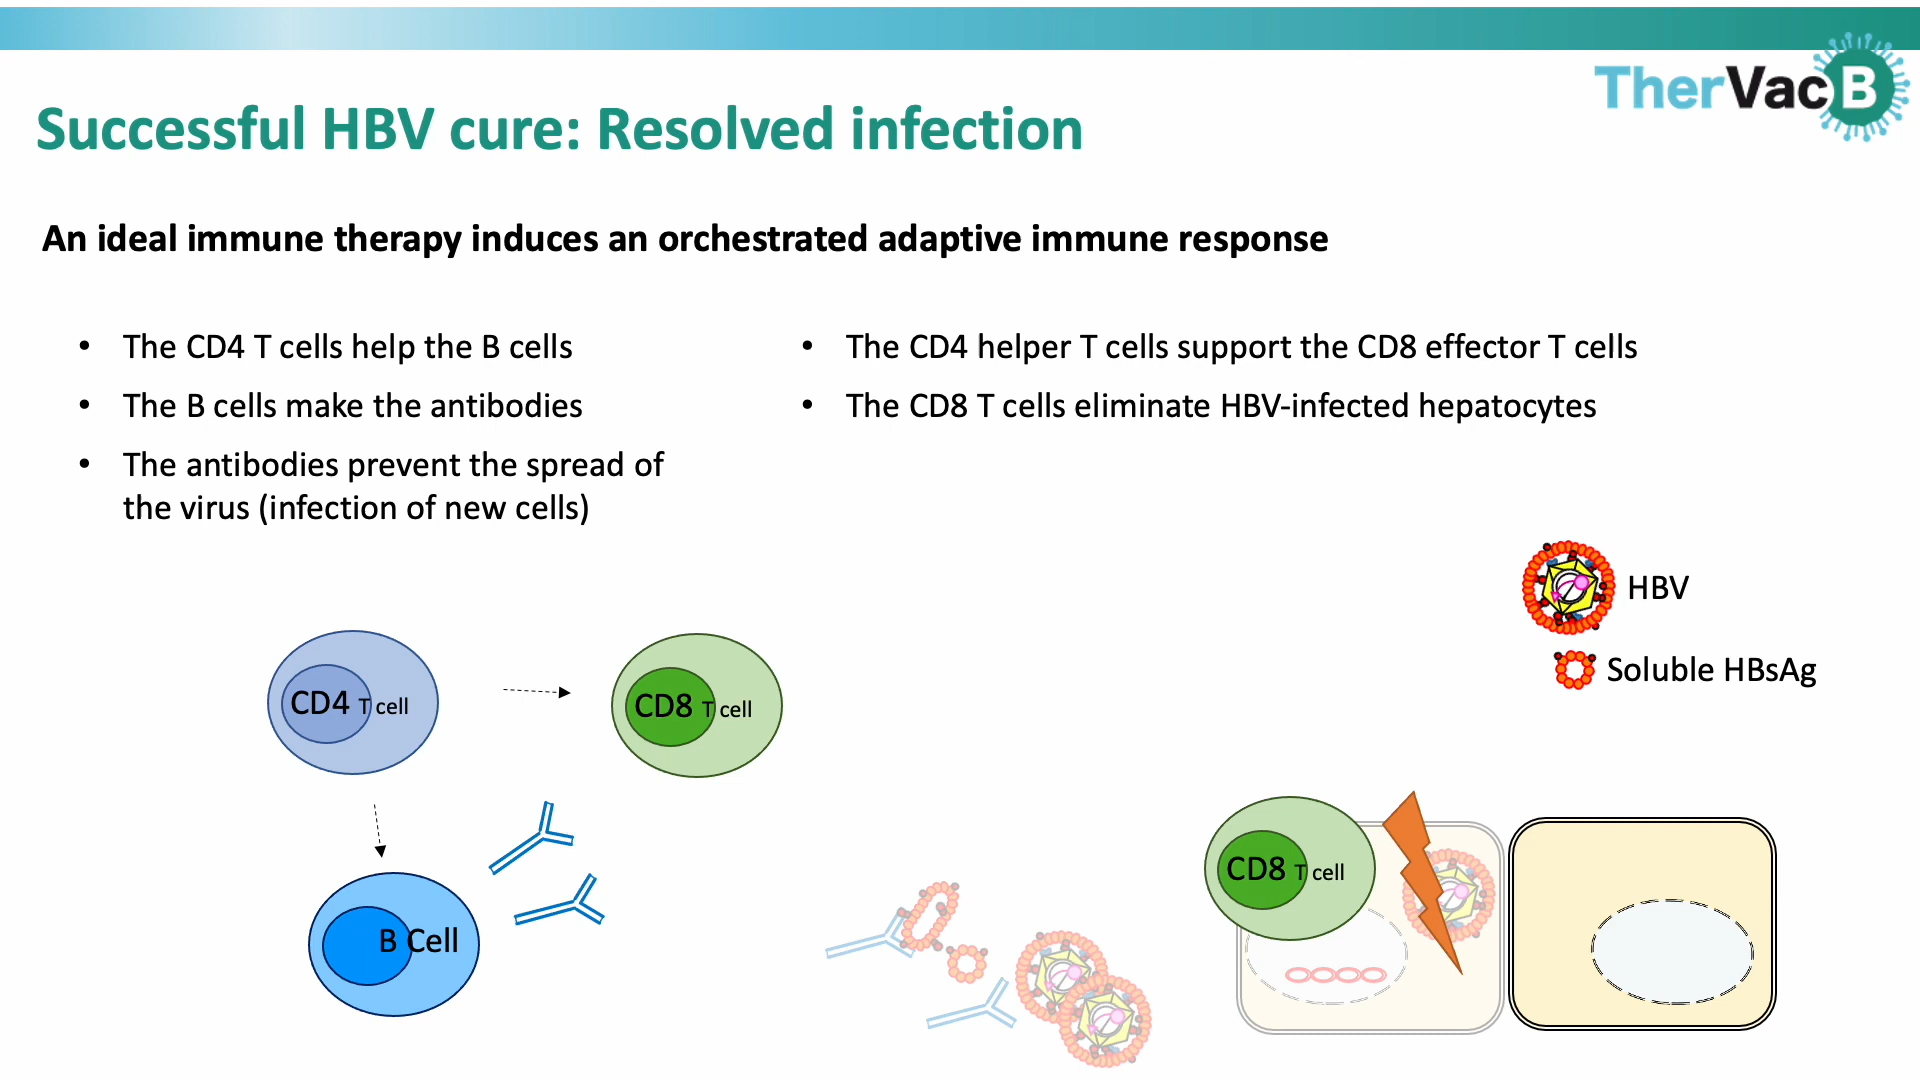 TherVacB
Successful HBV cure: Resolved infection
An ideal immune therapy induces an orchestrated adaptive immune response
• The CD4 T cells help the B cells
• The B cells make the antibodies
• The antibodies prevent the spread of
the virus (infection of new cells)
• The CD4 helper T cells support the CD8 effector T cells
• The CD8 T cells eliminate HBV-infected hepatocytes
HBV
Soluble HBsAg
CD4 T cell
CD8 T cell
B Cell
CD8 T cell